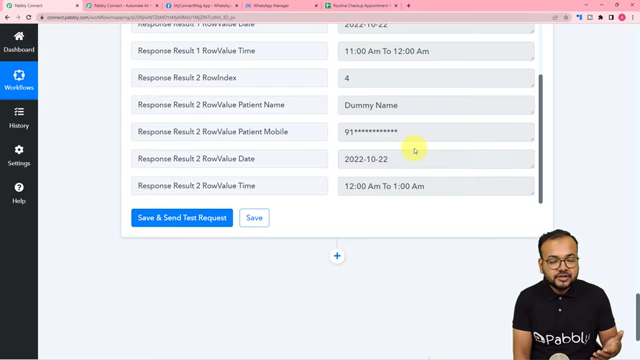 Pabbly Connect
Pabbly Connect - Automate All
MyConnectMsg App - WhatsApp
WhatsApp Manager
Routine Checkup Appointment
Dashboard
Workflows
History
Settings
Help
Response Result 1 RowValue Date
2022-10-22
Response Result 1 RowValue Time
11:00 Am To 12:00 Am
Response Result 2 RowIndex
4
Response Result 2 RowValue Patient Name
Dummy Name
Response Result 2 RowValue Patient Mobile
91************
Response Result 2 RowValue Date
2022-10-22
Response Result 2 RowValue Time
12:00 Am To 1:00 Am
Save & Send Test Request
Save
Pabbly